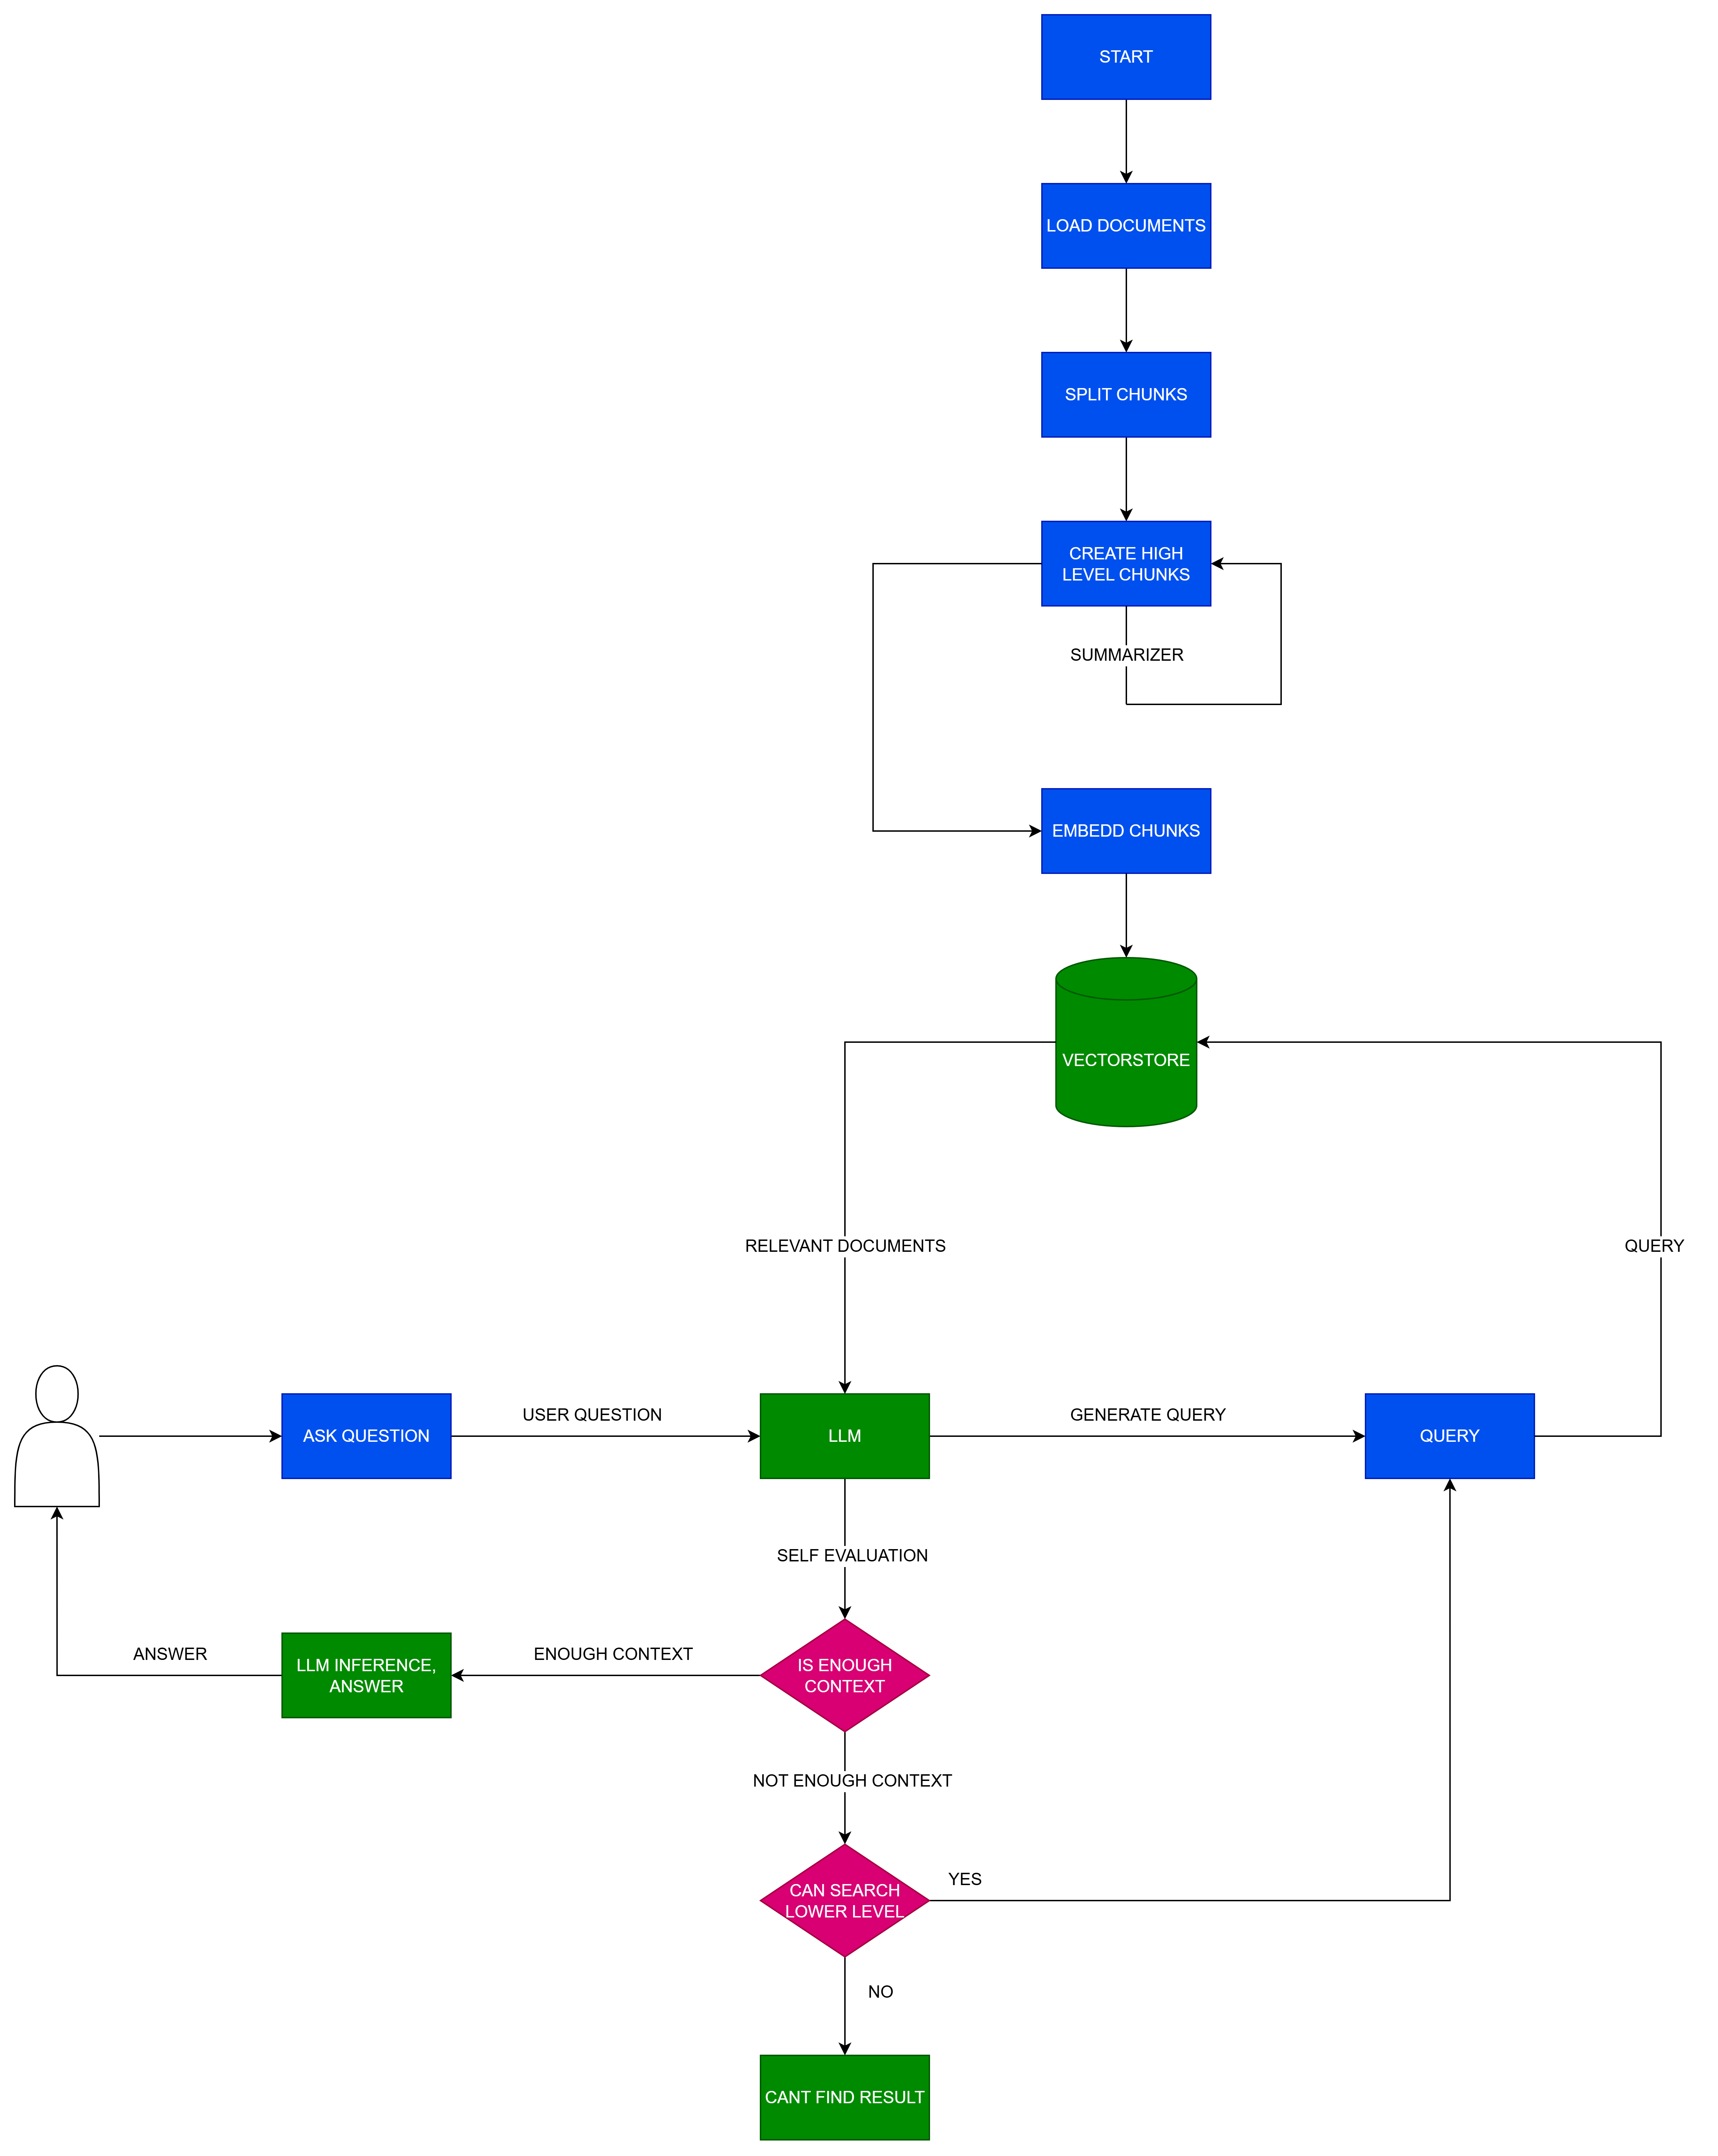 START
LOAD DOCUMENTS
SPLIT CHUNKS
CREATE HIGH
LEVEL CHUNKS
SUMMARIZER
EMBEDD CHUNKS
VECTORSTORE
RELEVANT DOCUMENTS
QUERY
ASK QUESTION
USER QUESTION
LLM
GENERATE QUERY
QUERY
SELF EVALUATION
ANSWER
LLM INFERENCE,
ANSWER
ENOUGH CONTEXT
IS ENOUGH
CONTEXT
NOT ENOUGH CONTEXT
CAN SEARCH
LOWER LEVEL
YES
NO
CANT FIND RESULT